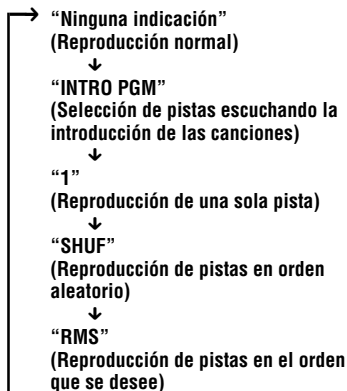 “Ninguna indicación”
(Reproducción normal)
“INTRO PGM”
(Selección de pistas escuchando la
introducción de las canciones)
“1”
(Reproducción de una sola pista)
“SHUF”
(Reproducción de pistas en orden
aleatorio)
“RMS”
(Reproducción de pistas en el orden
que se desee)